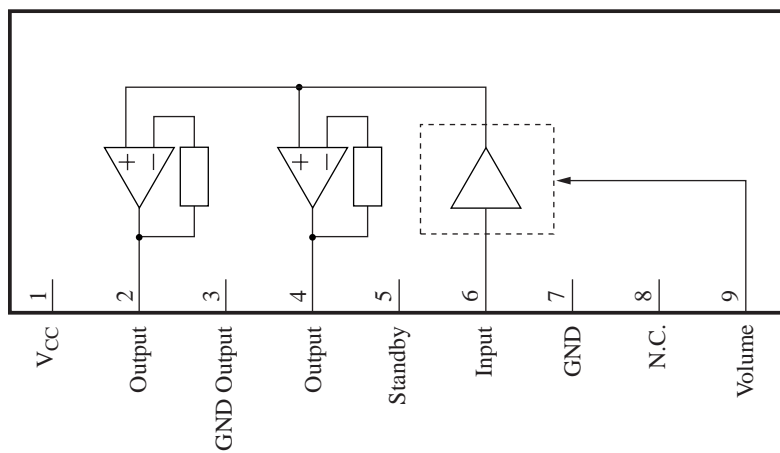 + −
+ −
1
2
3
4
5
6
7
8
9
VCC
Output
GND Output
Output
Standby
Input
GND
N.C.
Volume